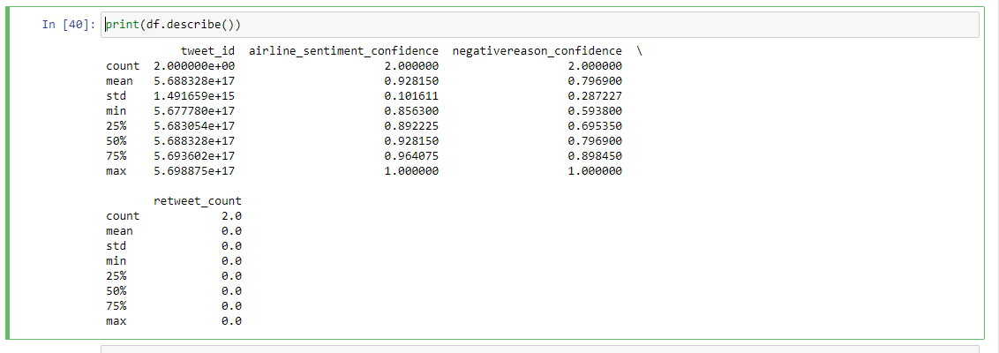 In [40]: print(df.describe())
tweet_id airline_sentiment_confidence negativereason_confidence \
count 2.000000e+00 2.000000 2.000000
mean 5.688328e+17 0.928150 0.796900
std 1.491659e+15 0.101611 0.287227
min 5.677780e+17 0.856300 0.593800
25% 5.683054e+17 0.892225 0.695350
50% 5.688328e+17 0.928150 0.796900
75% 5.693602e+17 0.964075 0.898450
max 5.698875e+17 1.000000 1.000000
retweet_count
count 2.0
mean 0.0
std 0.0
min 0.0
25% 0.0
50% 0.0
75% 0.0
max 0.0